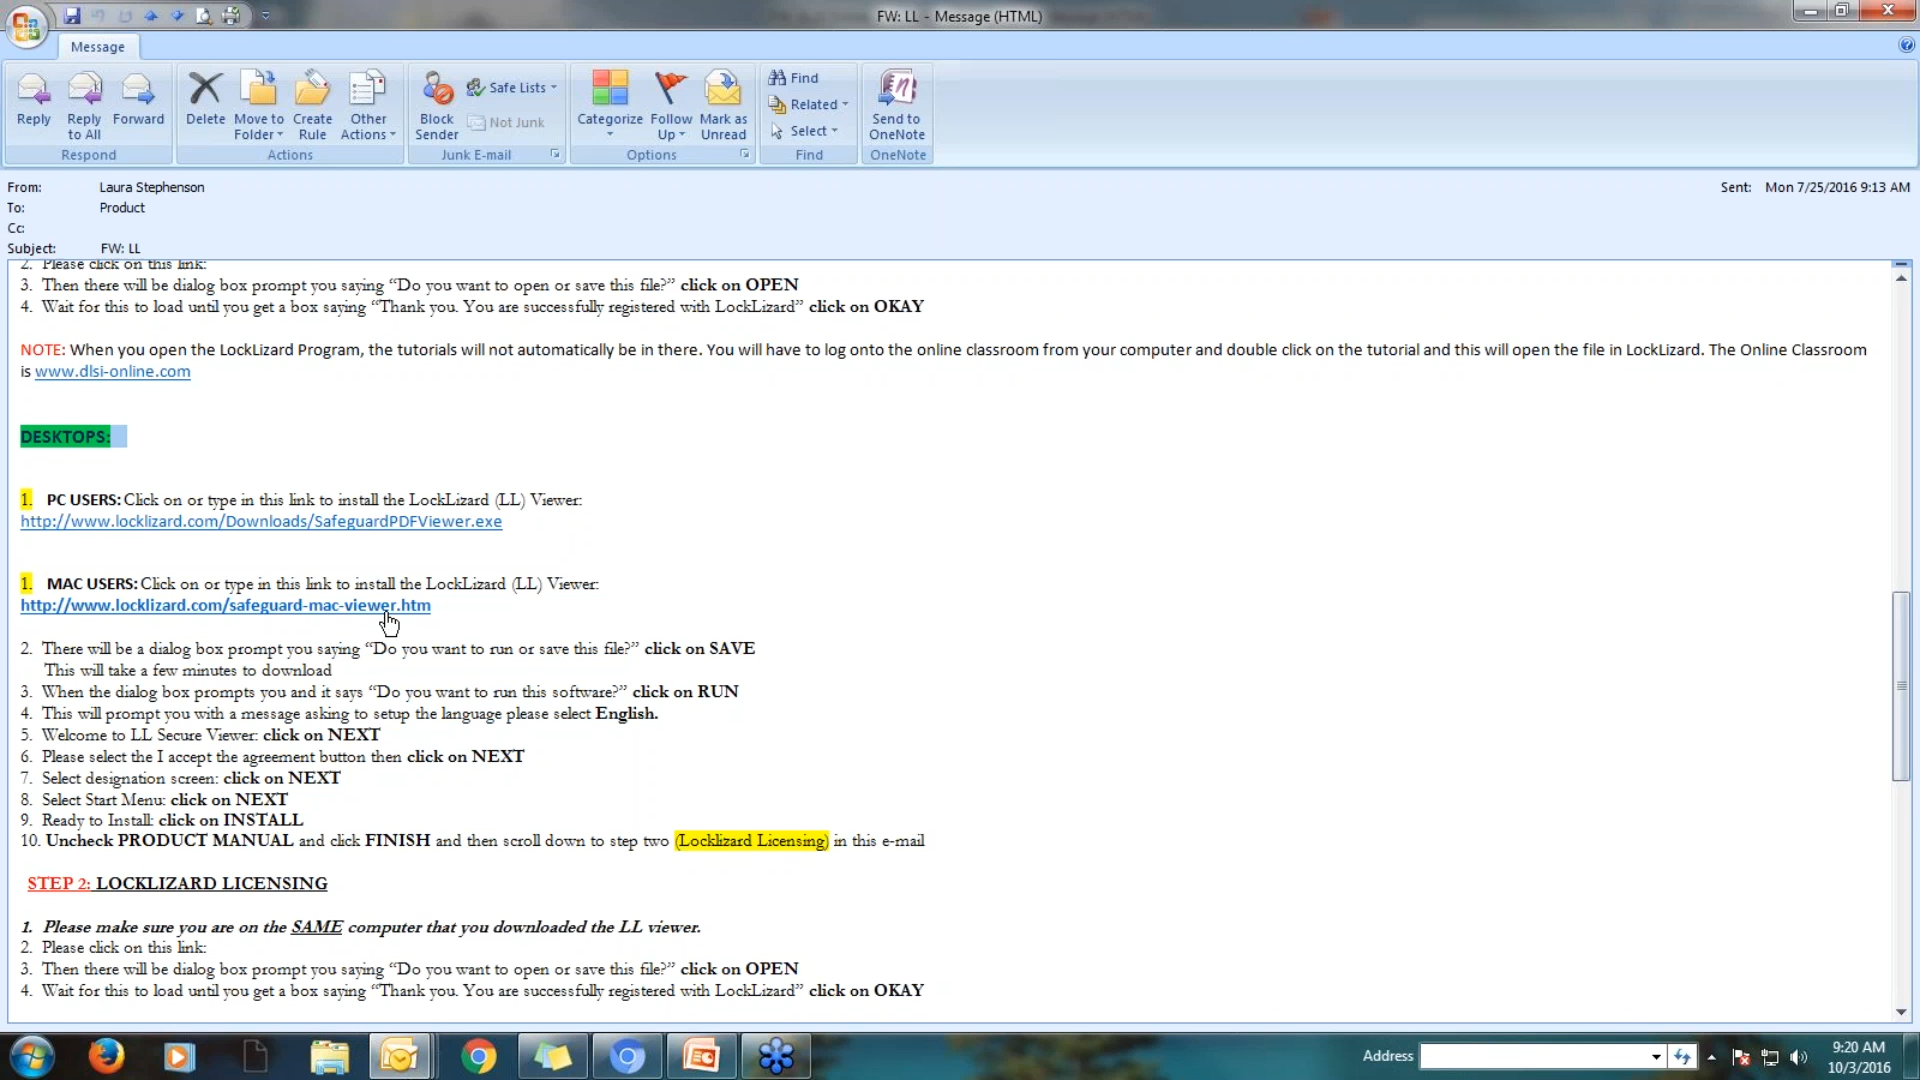 FW: LL - Message (HTML)
Message
Reply
Reply to All
Forward
Respond
Delete
Move to Folder
Create Rule
Other Actions
Actions
Block Sender
Safe Lists
Not Junk
Junk E-mail
Categorize
Follow Up
Mark as Unread
Options
Find
Related
Select
Find
Send to OneNote
OneNote
From: Laura Stephenson
Sent: Mon 7/25/2016 9:13 AM
To: Product
Cc:
Subject: FW: LL
2. Please click on this link:
3. Then there will be dialog box prompt you saying “Do you want to open or save this file?” click on OPEN
4. Wait for this to load until you get a box saying “Thank you. You are successfully registered with LockLizard” click on OKAY
NOTE: When you open the LockLizard Program, the tutorials will not automatically be in there. You will have to log onto the online classroom from your computer and double click on the tutorial and this will open the file in LockLizard. The Online Classroom
is www.dlsi-online.com
DESKTOPS:
1. PC USERS: Click on or type in this link to install the LockLizard (LL) Viewer:
http://www.locklizard.com/Downloads/SafeguardPDFViewer.exe
1. MAC USERS: Click on or type in this link to install the LockLizard (LL) Viewer:
http://www.locklizard.com/safeguard-mac-viewer.htm
2. There will be a dialog box prompt you saying “Do you want to run or save this file?” click on SAVE
This will take a few minutes to download
3. When the dialog box prompts you and it says “Do you want to run this software?” click on RUN
4. This will prompt you with a message asking to setup the language please select English.
5. Welcome to LL Secure Viewer: click on NEXT
6. Please select the I accept the agreement button then click on NEXT
7. Select designation screen: click on NEXT
8. Select Start Menu: click on NEXT
9. Ready to Install: click on INSTALL
10. Uncheck PRODUCT MANUAL and click FINISH and then scroll down to step two (Locklizard Licensing) in this e-mail
STEP 2: LOCKLIZARD LICENSING
1. Please make sure you are on the SAME computer that you downloaded the LL viewer.
2. Please click on this link:
3. Then there will be dialog box prompt you saying “Do you want to open or save this file?” click on OPEN
4. Wait for this to load until you get a box saying “Thank you. You are successfully registered with LockLizard” click on OKAY
Address
9:20 AM
10/3/2016